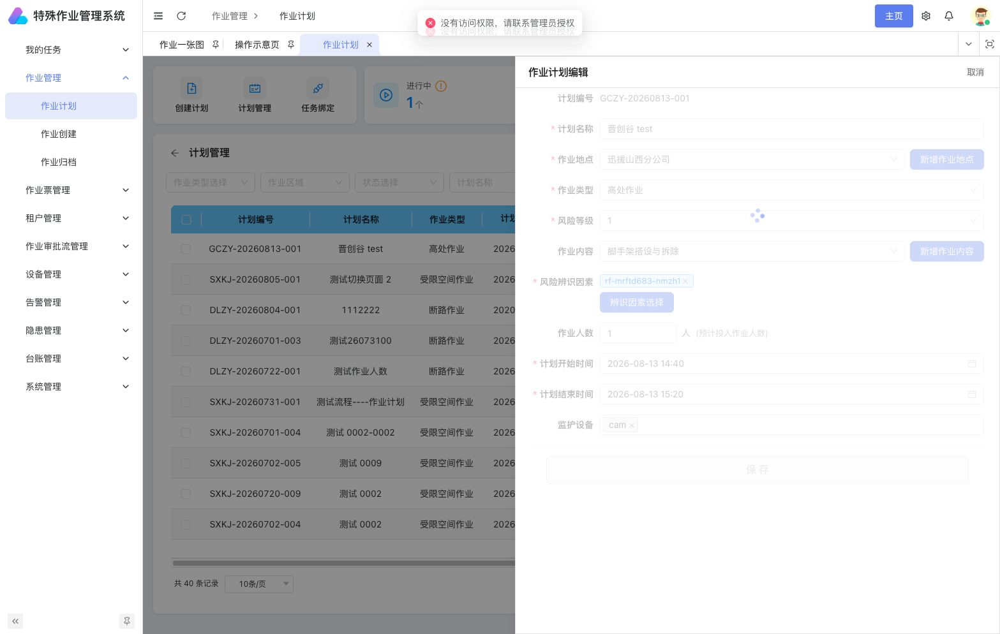 特殊作业管理系统
作业管理
作业计划
主页
没有访问权限，请联系管理员授权
没有访问权限，请联系管理员授权
作业一张图
操作示意页
作业计划
我的任务
作业管理
作业计划
作业创建
作业归档
作业票管理
租户管理
作业审批流管理
设备管理
告警管理
隐患管理
台账管理
系统管理
创建计划
计划管理
任务绑定
进行中
1个
计划管理
作业类型选择 作业区域 状态选择 计划名称
计划编号 计划名称 作业类型 计划
GCZY-20260813-001 晋创谷 test 高处作业 2026
SXKJ-20260805-001 测试切换页面 2 受限空间作业 2026
DLZY-20260804-001 1112222 断路作业 2020
DLZY-20260701-003 测试26073100 断路作业 2026
DLZY-20260722-001 测试作业人数 断路作业 2026
SXKJ-20260731-001 测试流程----作业计划 受限空间作业 2026
SXKJ-20260701-004 测试 0002-0002 受限空间作业 2026
SXKJ-20260702-005 测试 0009 受限空间作业 2026
SXKJ-20260720-009 测试 0002 受限空间作业 2026
SXKJ-20260702-004 测试 0002 受限空间作业 2026
共 40 条记录 10条/页
作业计划编辑 取消
计划编号 GCZY-20260813-001
* 计划名称 晋创谷 test
* 作业地点 迅援山西分公司 新增作业地点
* 作业类型 高处作业
* 风险等级 1
作业内容 脚手架搭设与拆除 新增作业内容
* 风险辨识因素 rf-mrftd683-nmzh1
辨识因素选择
作业人数 1 人 (预计投入作业人数)
* 计划开始时间 2026-08-13 14:40
* 计划结束时间 2026-08-13 15:20
监护设备 cam
保 存